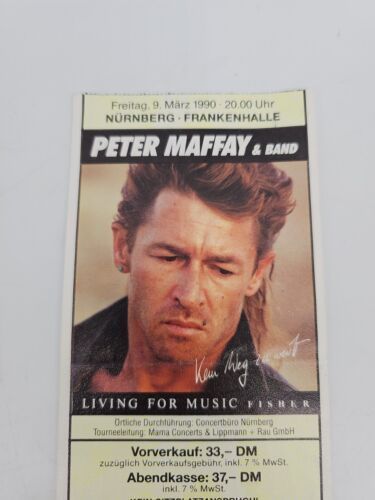 Freitag, 9. März 1990 · 20.00 Uhr
NÜRNBERG · FRANKENHALLE
PETER MAFFAY & BAND
Kein Weg zu weit
LIVING FOR MUSIC FISHER
Örtliche Durchführung: Concertbüro Nürnberg
Tourneeleitung: Mama Concerts & Lippmann + Rau GmbH
Vorverkauf: 33,– DM
zuzüglich Vorverkaufsgebühr, inkl. 7 % MwSt.
Abendkasse: 37,– DM
inkl. 7 % MwSt.
KEIN SITZPLATZANSPRUCH!